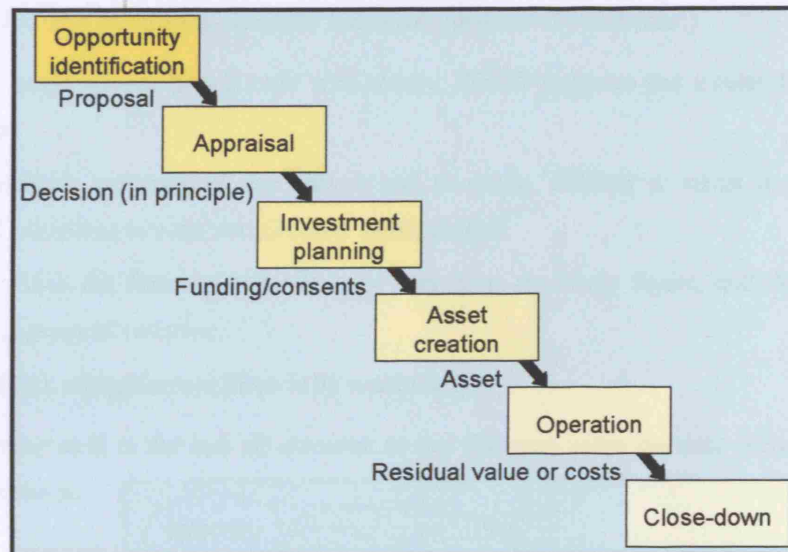 Opportunity
identification
Proposal
Appraisal
Decision (in principle)
Investment
planning
Funding/consents
Asset
creation
Asset
Operation
Residual value or costs
Close-down